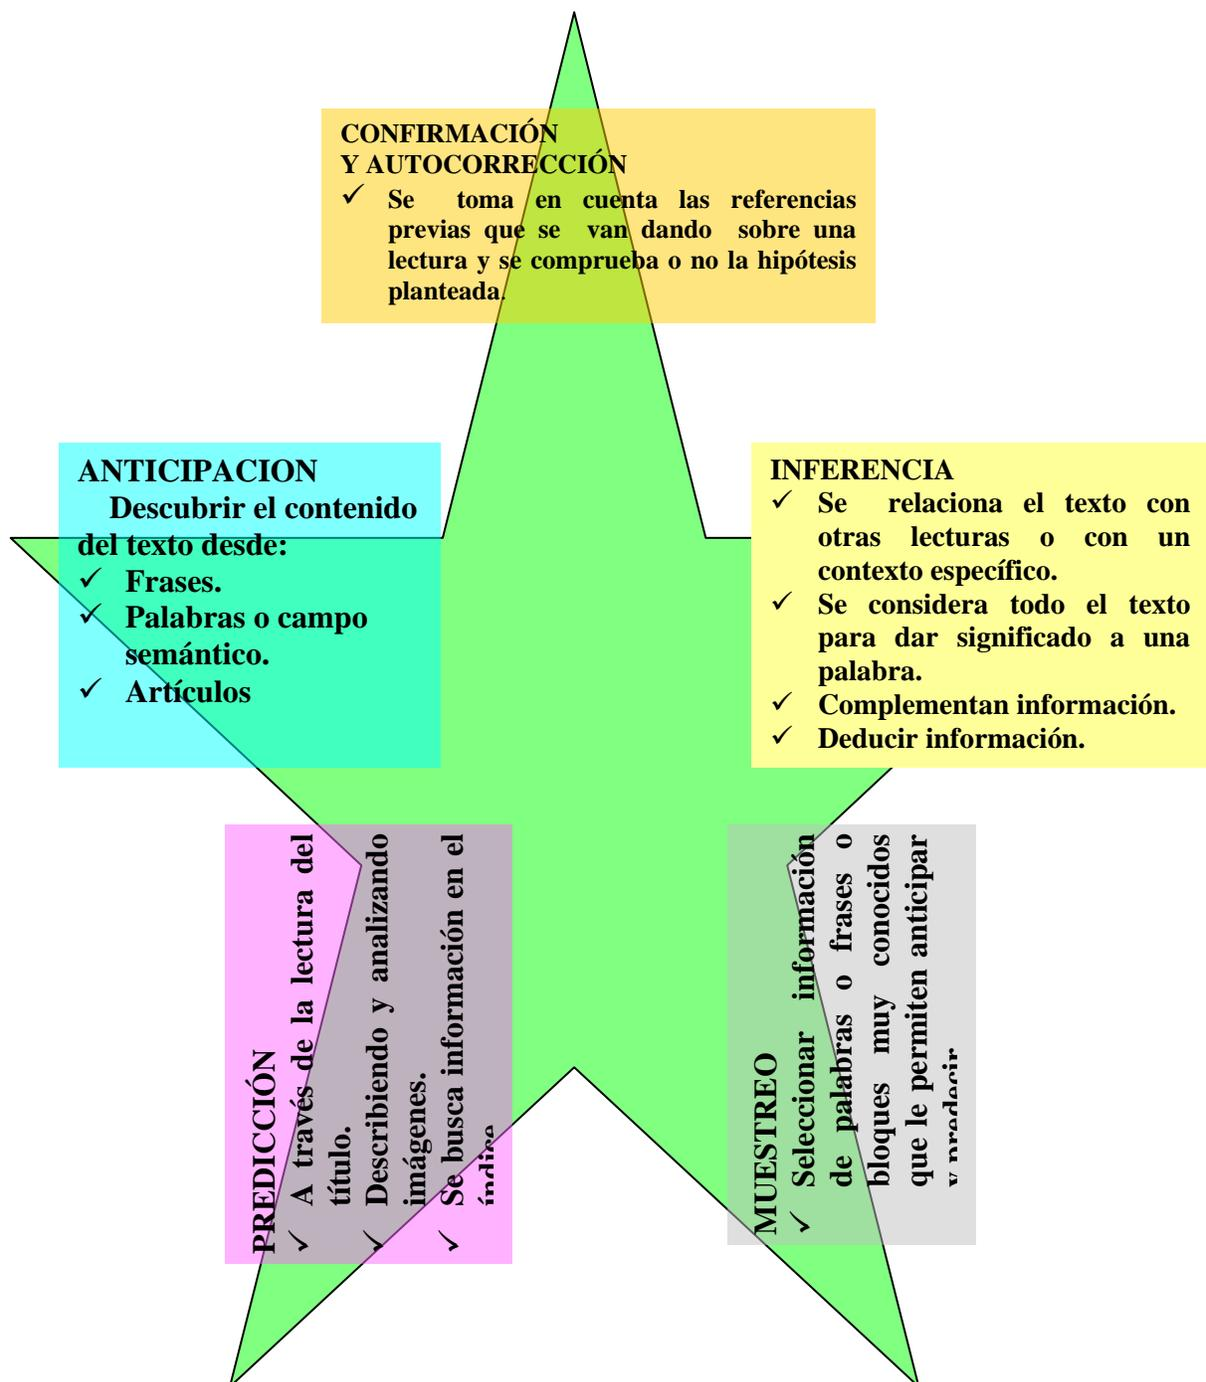 CONFIRMACIÓN
Y AUTOCORRECCIÓN
✓ Se toma en cuenta las referencias
previas que se van dando sobre una
lectura y se comprueba o no la hipótesis
planteada.
ANTICIPACION
Descubrir el contenido
del texto desde:
✓ Frases.
✓ Palabras o campo
semántico.
✓ Artículos
INFERENCIA
✓ Se relaciona el texto con
otras lecturas o con un
contexto específico.
✓ Se considera todo el texto
para dar significado a una
palabra.
✓ Complementan información.
✓ Deducir información.
PREDICCIÓN
✓ A través de la lectura del
título.
✓ Describiendo y analizando
imágenes.
✓ Se busca información en el
índice
MUESTREO
✓ Seleccionar información
de palabras o frases o
bloques muy conocidos
que le permiten anticipar
y predecir